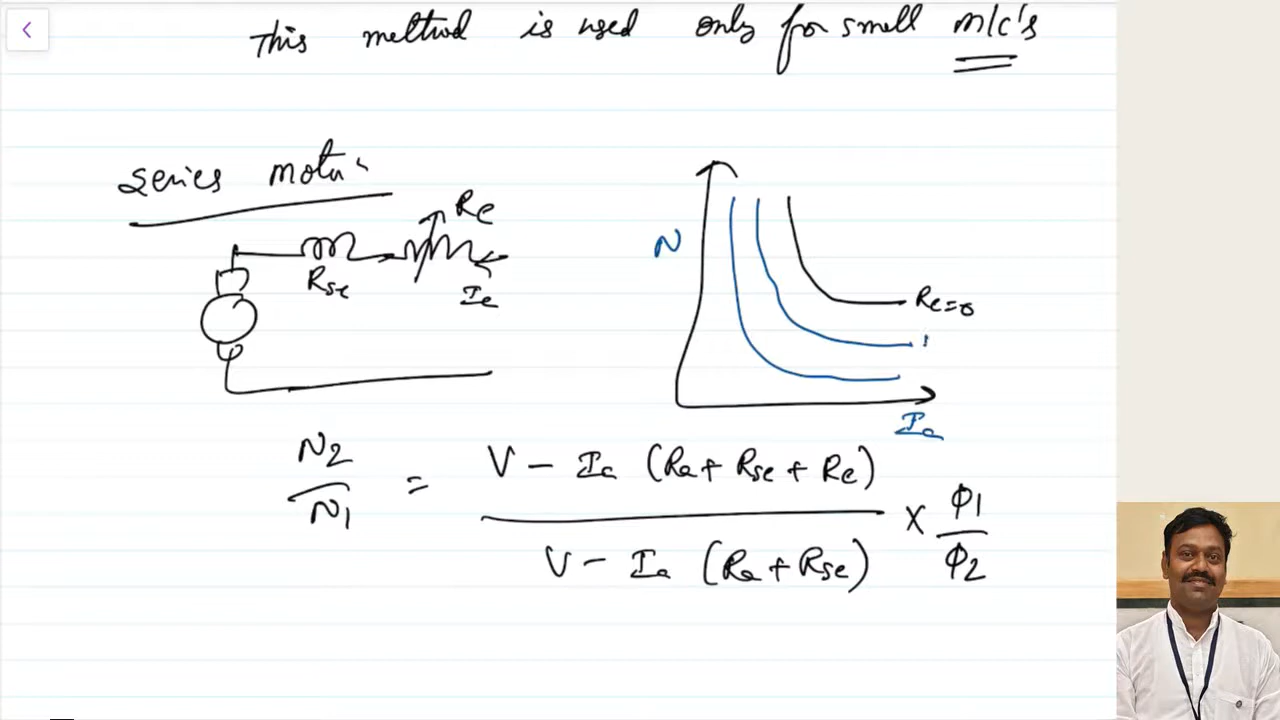 This method is used only for small m/c's
series motor
Re
Rse
Ie
N
Re=0
Ia
N2/N1 = V - Ia (Ra + Rse + Re) / V - Ia (Ra + Rse) × Φ1/Φ2